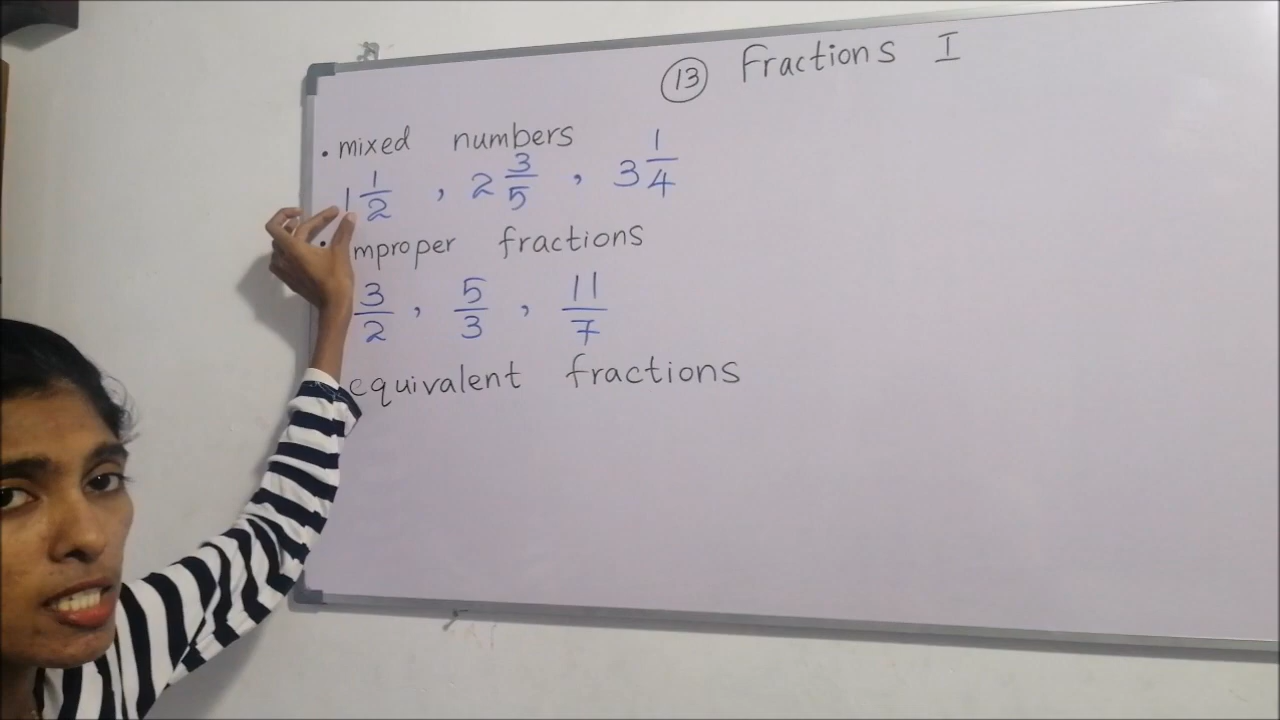 13 Fractions I
• mixed numbers
1 1/2 , 2 3/5 , 3 1/4
• mproper fractions
3/2 , 5/3 , 11/7
equivalent fractions